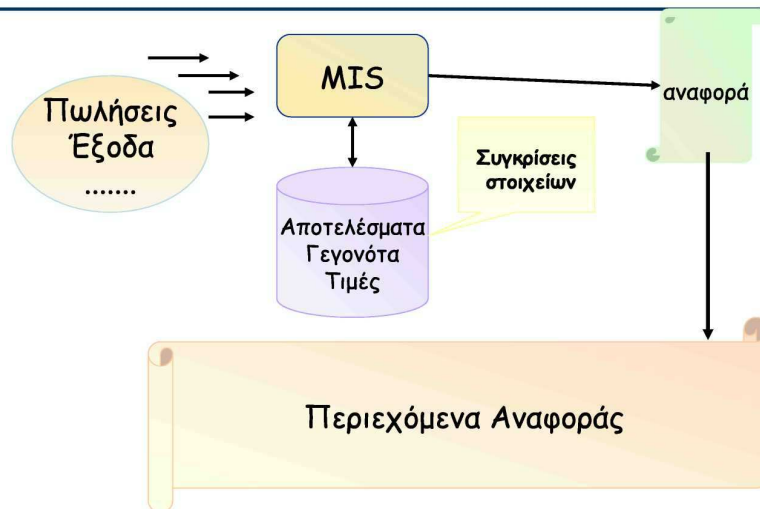 Πωλήσεις
Έξοδα
.......
MIS
αναφορά
Συγκρίσεις
στοιχείων
Αποτελέσματα
Γεγονότα
Τιμές
Περιεχόμενα Αναφοράς